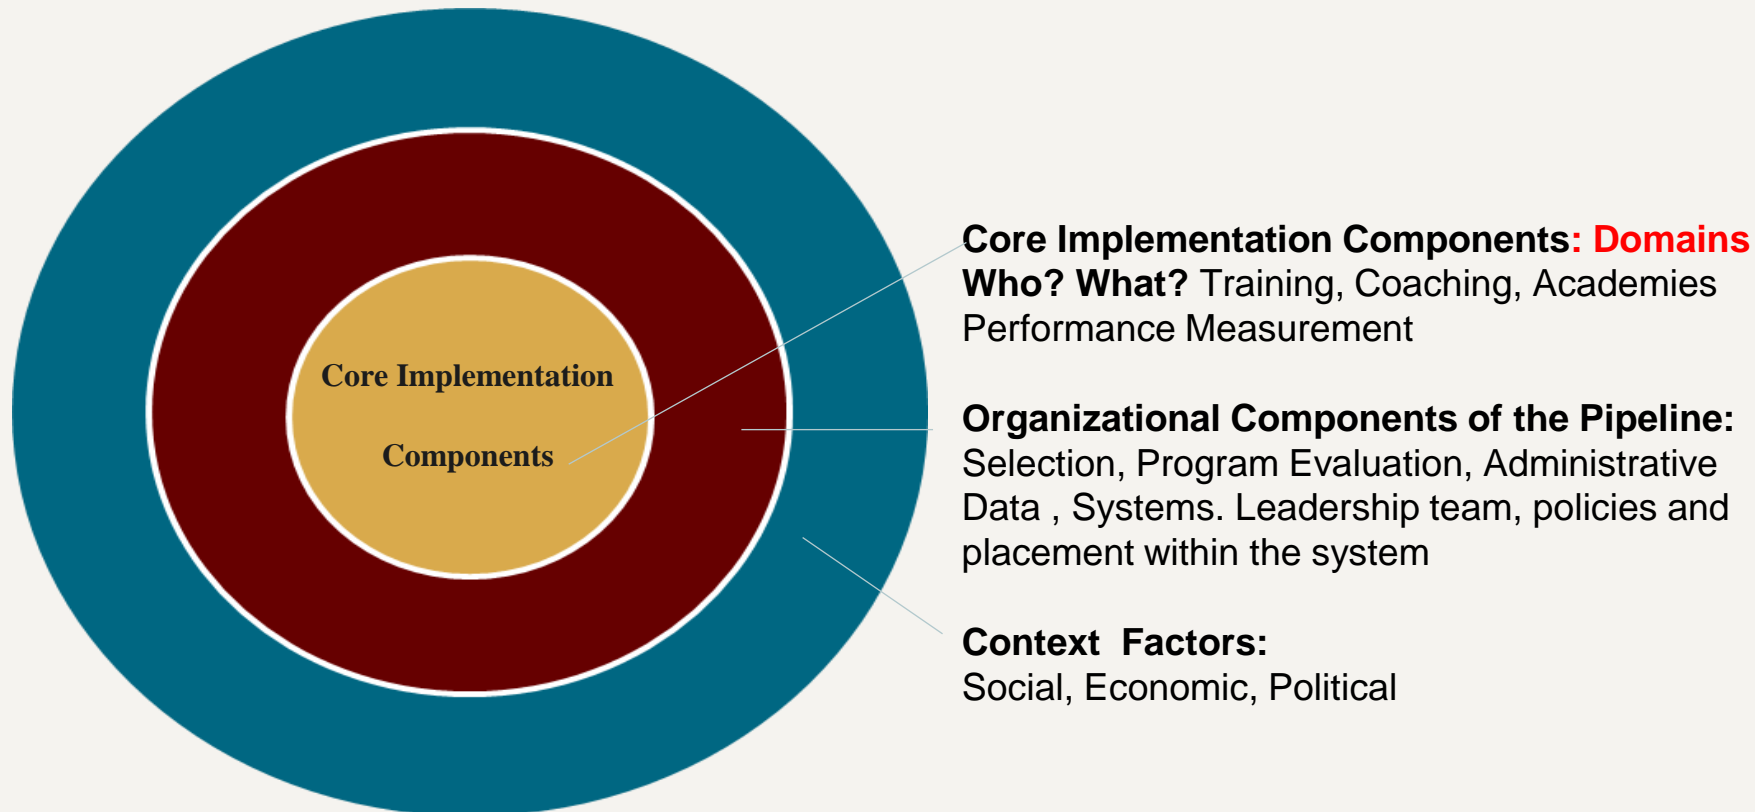 Core Implementation
Components
Core Implementation Components: Domains
Who? What? Training, Coaching, Academies
Performance Measurement
Organizational Components of the Pipeline:
Selection, Program Evaluation, Administrative
Data , Systems. Leadership team, policies and
placement within the system
Context  Factors:
Social, Economic, Political